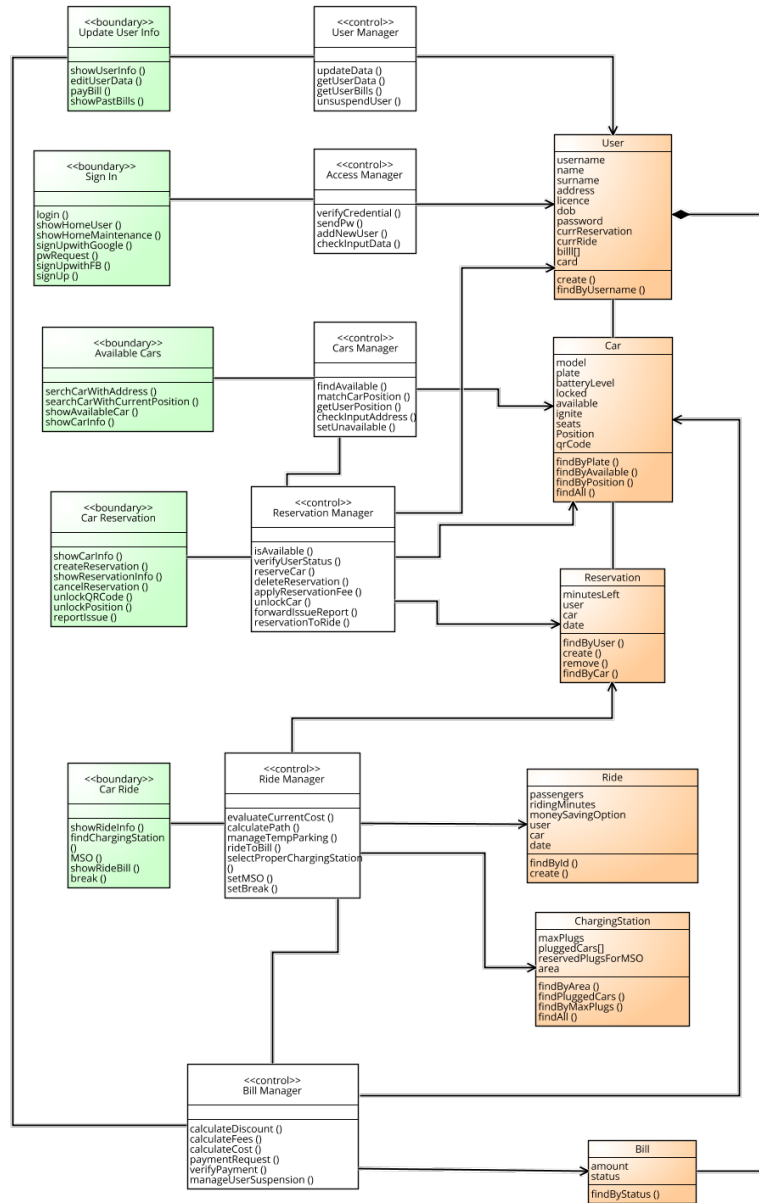 <<boundary>>
Update User Info
showUserInfo ()
editUserData ()
payBill ()
showPastBills ()
<<control>>
User Manager
updateData ()
getUserData ()
getUserBills ()
unsuspendUser ()
<<boundary>>
Sign In
login ()
showHomeUser ()
showHomeMaintenance ()
signUpwithGoogle ()
pwRequest ()
signUpwithFB ()
signUp ()
<<control>>
Access Manager
verifyCredential ()
sendPw ()
addNewUser ()
checkInputData ()
User
username
name
surname
address
licence
dob
password
currReservation
currRide
billl[]
card
create ()
findByUsername ()
<<boundary>>
Available Cars
serchCarWithAddress ()
searchCarWithCurrentPosition ()
showAvailableCar ()
showCarInfo ()
<<control>>
Cars Manager
findAvailable ()
matchCarPosition ()
getUserPosition ()
checkInputAddress ()
setUnavailable ()
Car
model
plate
batteryLevel
locked
available
ignite
seats
Position
qrCode
findByPlate ()
findByAvailable ()
findByPosition ()
findAll ()
<<boundary>>
Car Reservation
showCarInfo ()
createReservation ()
showReservationInfo ()
cancelReservation ()
unlockQRCode ()
unlockPosition ()
reportIssue ()
<<control>>
Reservation Manager
isAvailable ()
verifyUserStatus ()
reserveCar ()
deleteReservation ()
applyReservationFee ()
unlockCar ()
forwardIssueReport ()
reservationToRide ()
Reservation
minutesLeft
user
car
date
findByUser ()
create ()
remove ()
findByCar ()
<<boundary>>
Car Ride
showRideInfo ()
findChargingStation
()
MSO ()
showRideBill ()
break ()
<<control>>
Ride Manager
evaluateCurrentCost ()
calculatePath ()
manageTempParking ()
rideToBill ()
selectProperChargingStation
()
setMSO ()
setBreak ()
Ride
passengers
ridingMinutes
moneySavingOption
user
car
date
findById ()
create ()
ChargingStation
maxPlugs
pluggedCars[]
reservedPlugsForMSO
area
findByArea ()
findPluggedCars ()
findByMaxPlugs ()
findAll ()
<<control>>
Bill Manager
calculateDiscount ()
calculateFees ()
calculateCost ()
paymentRequest ()
verifyPayment ()
manageUserSuspension ()
Bill
amount
status
findByStatus ()